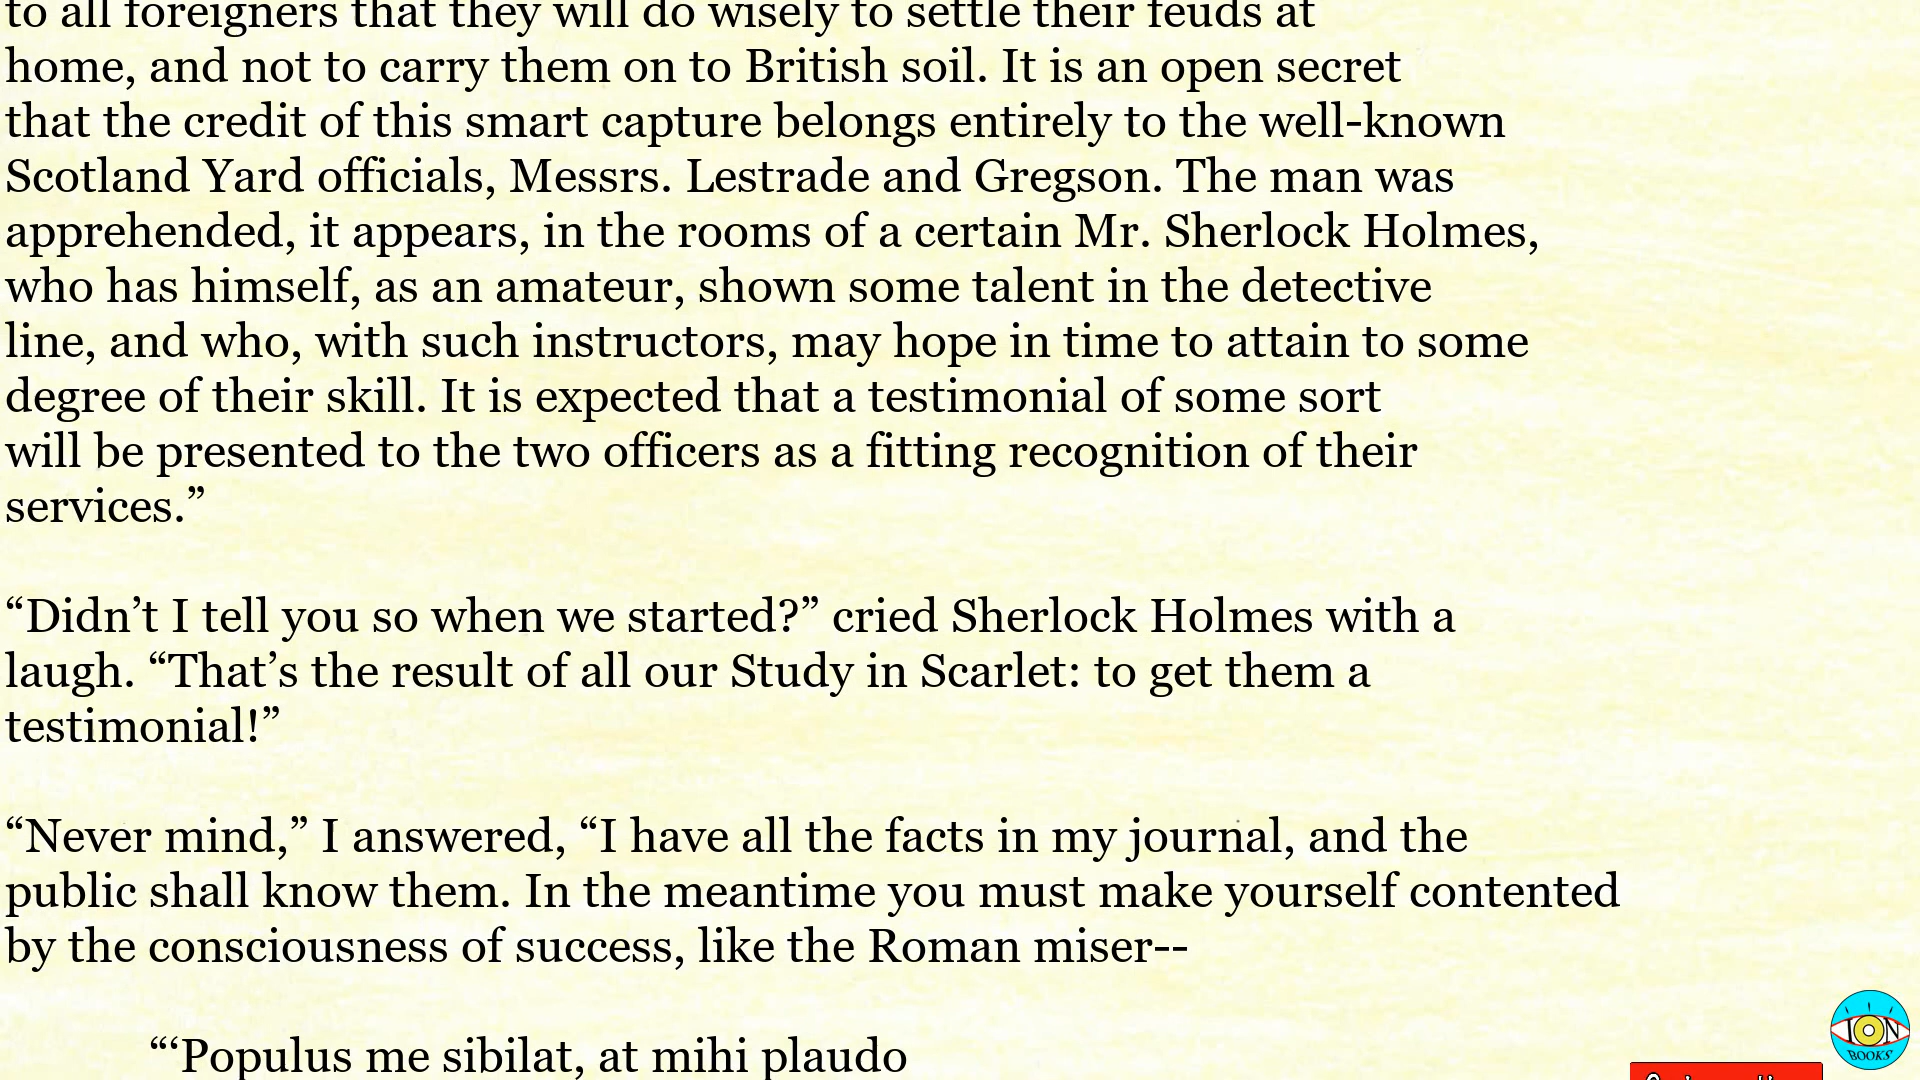 to all foreigners that they will do wisely to settle their feuds at
home, and not to carry them on to British soil. It is an open secret
that the credit of this smart capture belongs entirely to the well-known
Scotland Yard officials, Messrs. Lestrade and Gregson. The man was
apprehended, it appears, in the rooms of a certain Mr. Sherlock Holmes,
who has himself, as an amateur, shown some talent in the detective
line, and who, with such instructors, may hope in time to attain to some
degree of their skill. It is expected that a testimonial of some sort
will be presented to the two officers as a fitting recognition of their
services.”
“Didn’t I tell you so when we started?” cried Sherlock Holmes with a
laugh. “That’s the result of all our Study in Scarlet: to get them a
testimonial!”
“Never mind,” I answered, “I have all the facts in my journal, and the
public shall know them. In the meantime you must make yourself contented
by the consciousness of success, like the Roman miser--
“‘Populus me sibilat, at mihi plaudo
ION
BOOKS